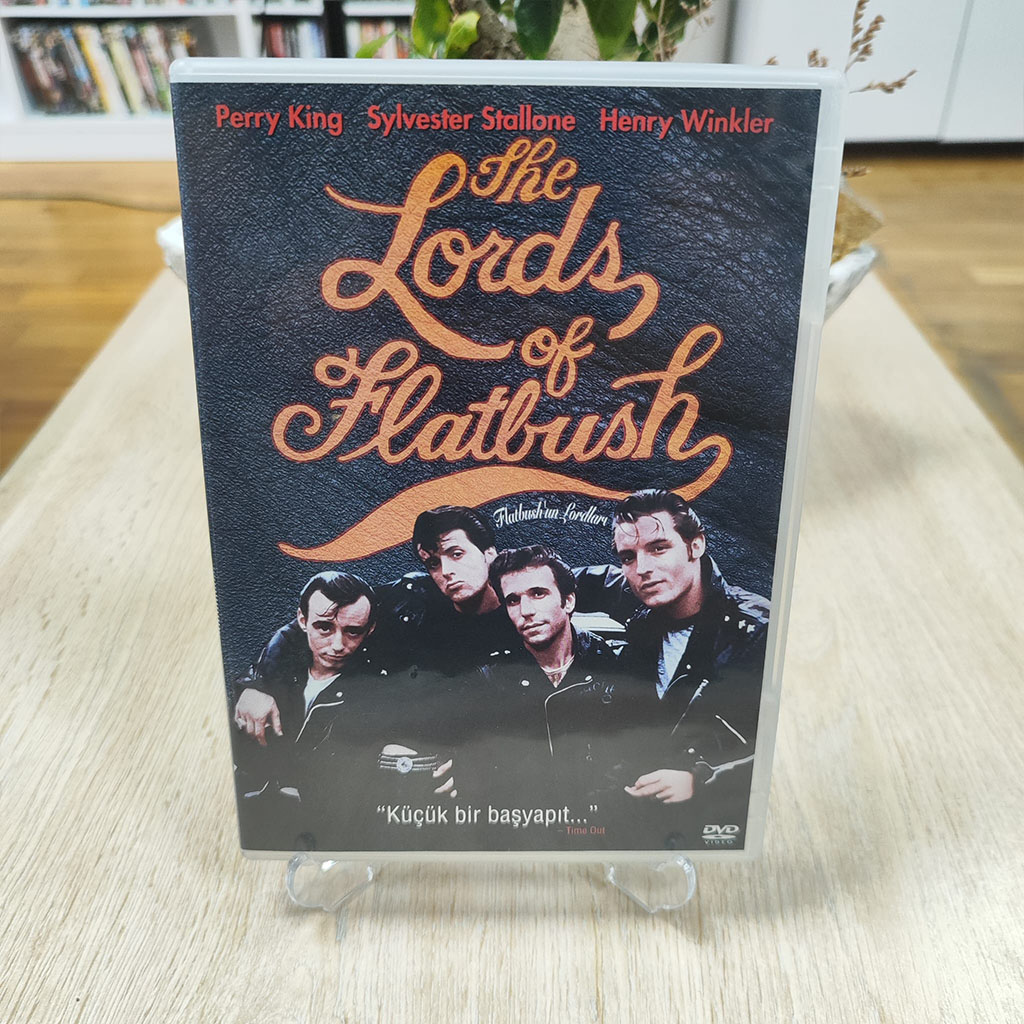 Perry King Sylvester Stallone Henry Winkler
The
Lords
of
Flatbush
Flatbush'un Lordları
“Küçük bir başyapıt...”
– Time Out
DVD
VIDEO